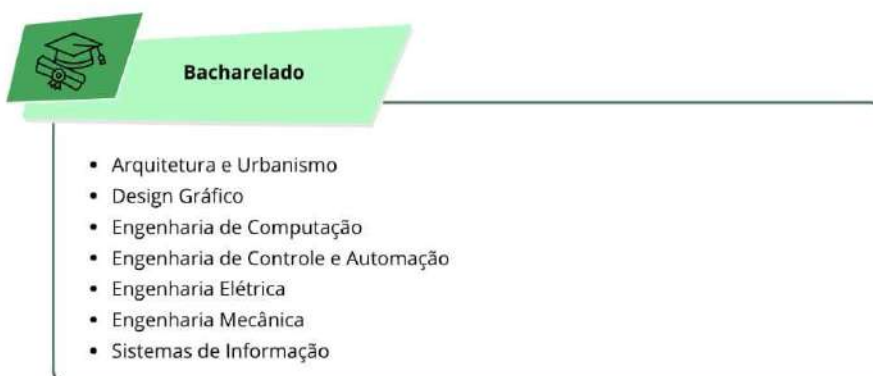 Bacharelado
• Arquitetura e Urbanismo
• Design Gráfico
• Engenharia de Computação
• Engenharia de Controle e Automação
• Engenharia Elétrica
• Engenharia Mecânica
• Sistemas de Informação